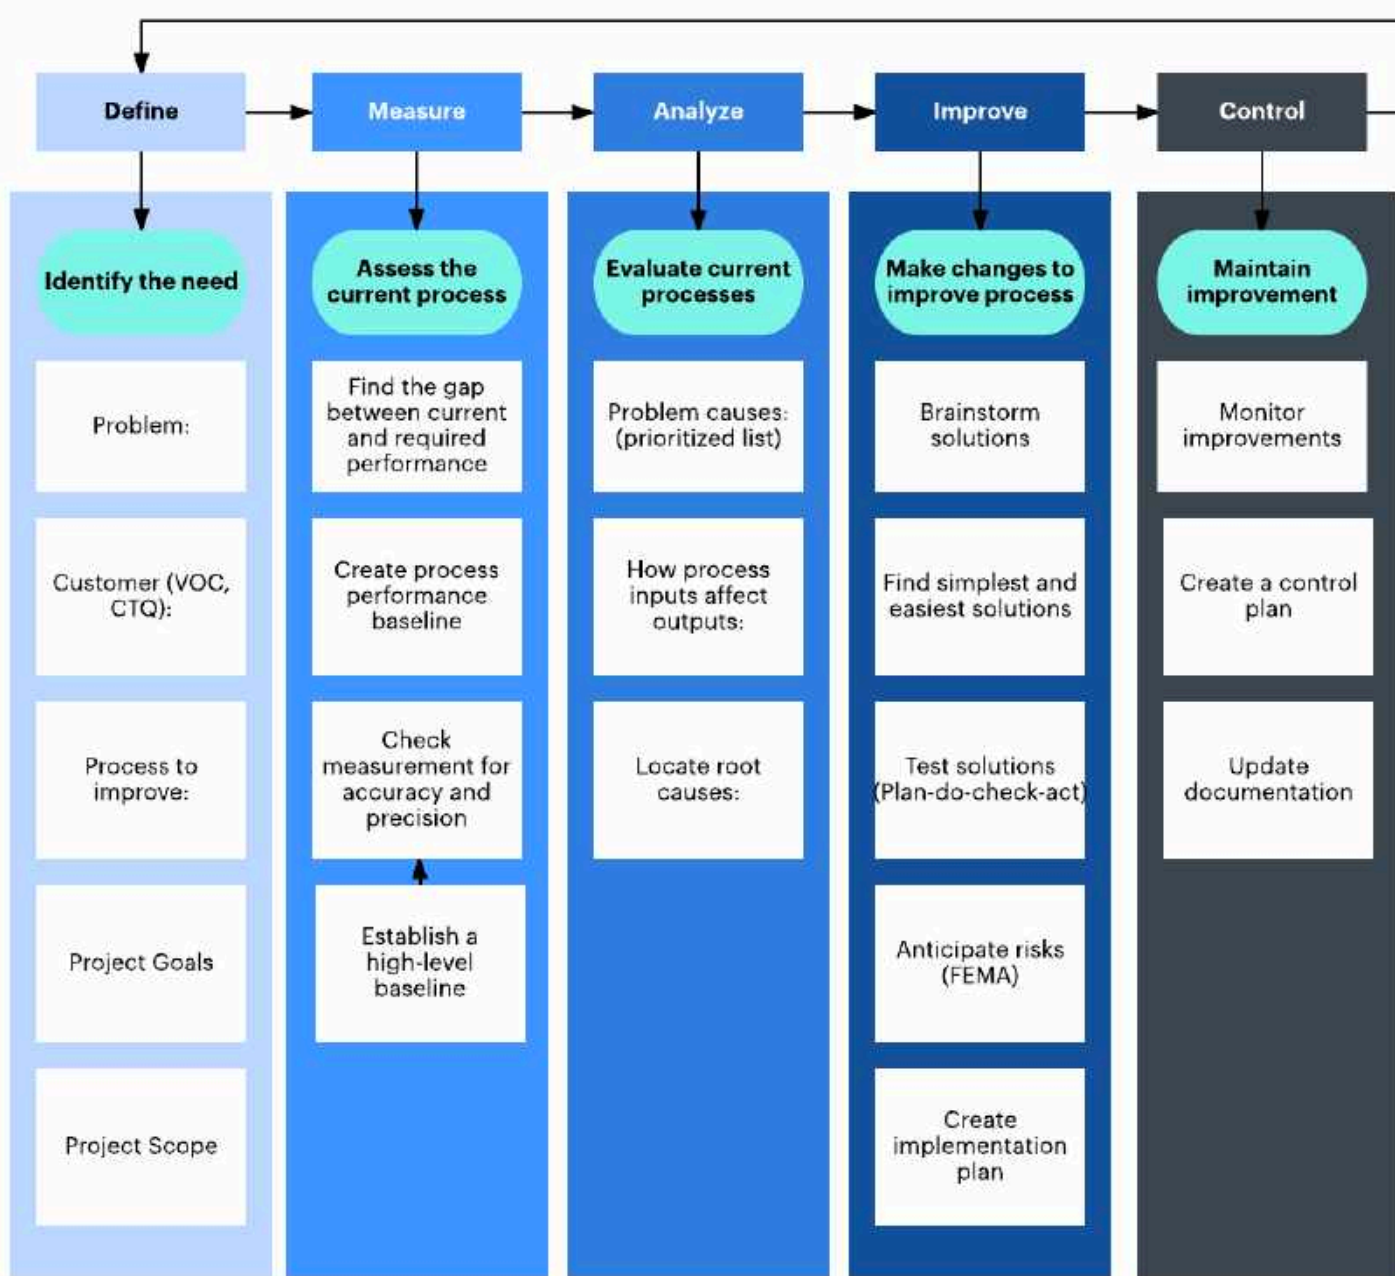 Define
Measure
Analyze
Improve
Control
Identify the need
Assess the
current process
Evaluate current
processes
Make changes to
improve process
Maintain
improvement
Problem:
Customer (VOC,
CTQ):
Process to
improve:
Project Goals
Project Scope
Find the gap
between current
and required
performance
Create process
performance
baseline
Check
measurement for
accuracy and
precision
Establish a
high-level
baseline
Problem causes:
(prioritized list)
How process
inputs affect
outputs:
Locate root
causes:
Brainstorm
solutions
Find simplest and
easiest solutions
Test solutions
(Plan-do-check-act)
Anticipate risks
(FEMA)
Create
implementation
plan
Monitor
improvements
Create a control
plan
Update
documentation